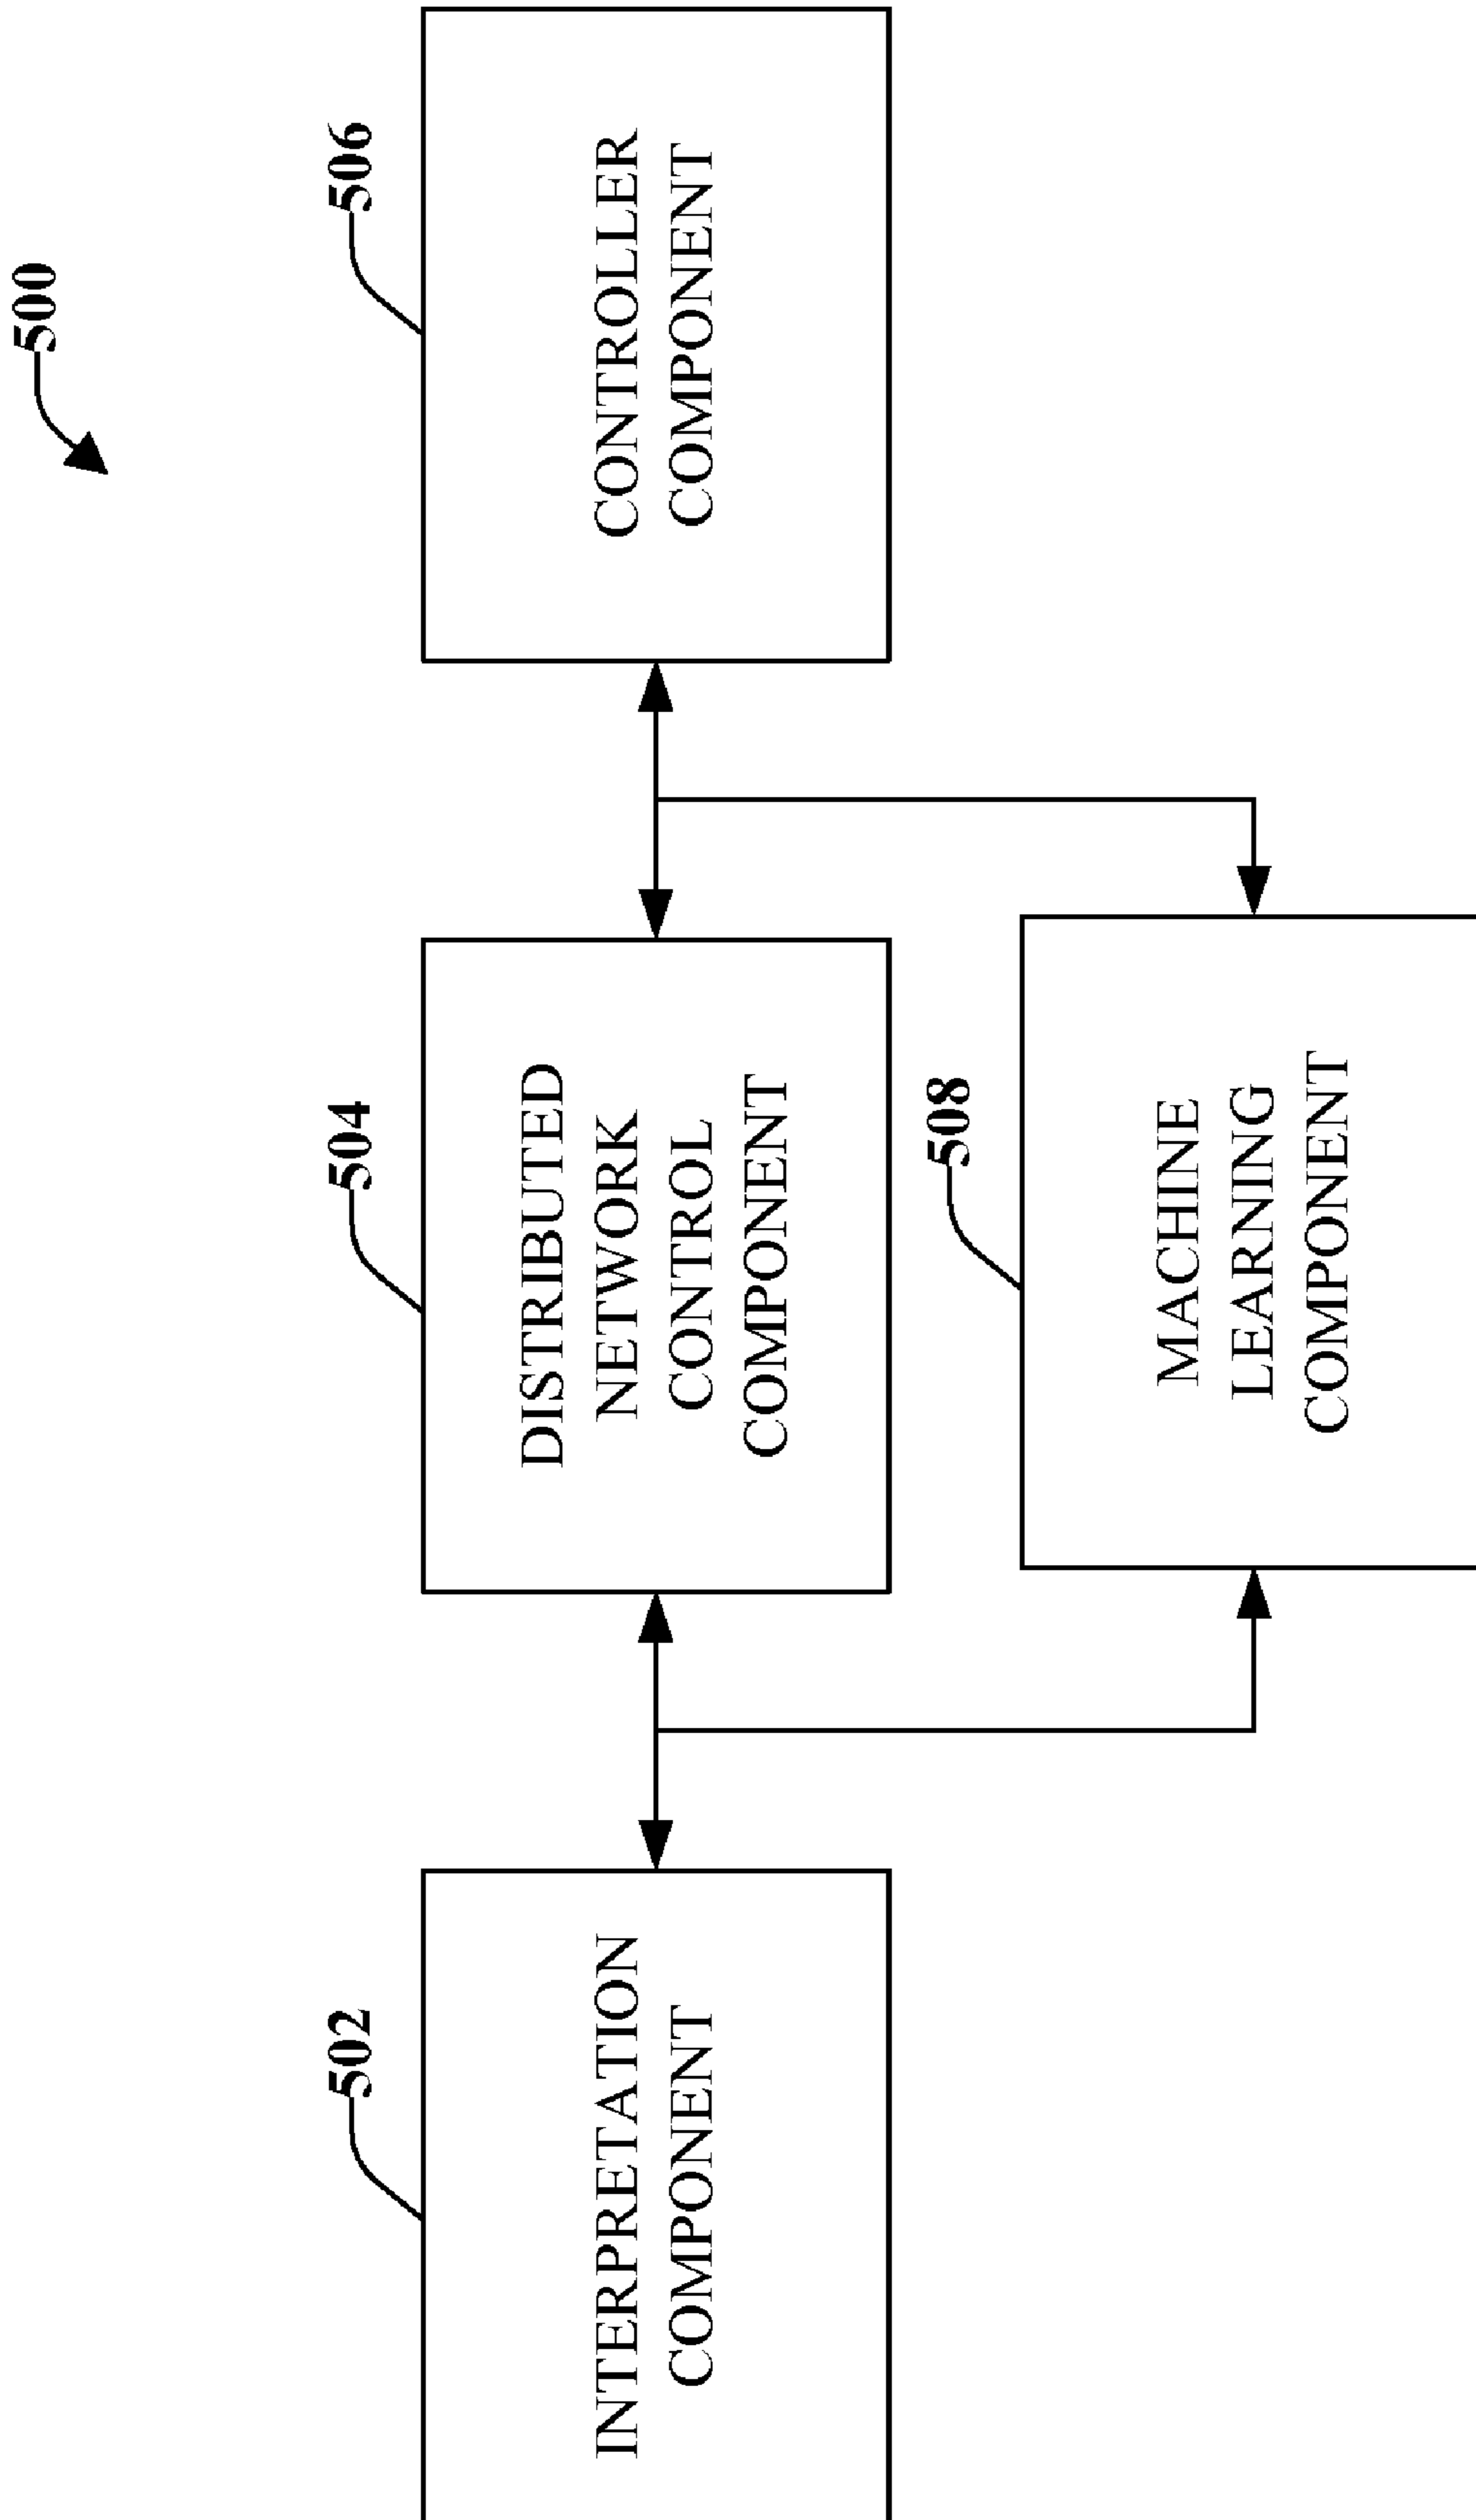 500
502
INTERPRETATION
COMPONENT
504
DISTRIBUTED
NETWORK
CONTROL
COMPONENT
506
CONTROLLER
COMPONENT
508
MACHINE
LEARNING
COMPONENT